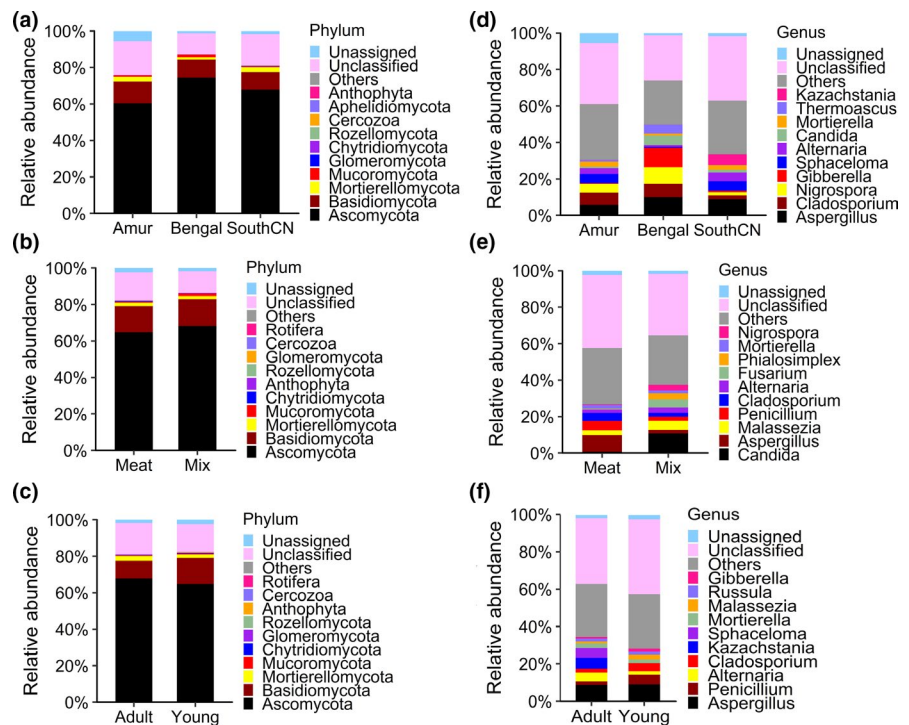 (a)
Relative abundance
100%
80%
60%
40%
20%
0%
Amur Bengal SouthCN
Phylum
Unassigned
Unclassified
Others
Anthophyta
Aphelidiomycota
Cercozoa
Rozellomycota
Chytridiomycota
Glomeromycota
Mucoromycota
Mortierellomycota
Basidiomycota
Ascomycota
(b)
Relative abundance
100%
80%
60%
40%
20%
0%
Meat Mix
Phylum
Unassigned
Unclassified
Others
Rotifera
Cercozoa
Glomeromycota
Rozellomycota
Anthophyta
Chytridiomycota
Mucoromycota
Mortierellomycota
Basidiomycota
Ascomycota
(c)
Relative abundance
100%
80%
60%
40%
20%
0%
Adult Young
Phylum
Unassigned
Unclassified
Others
Rotifera
Cercozoa
Anthophyta
Rozellomycota
Glomeromycota
Chytridiomycota
Mucoromycota
Mortierellomycota
Basidiomycota
Ascomycota
(d)
Relative abundance
100%
80%
60%
40%
20%
0%
Amur Bengal SouthCN
Genus
Unassigned
Unclassified
Others
Kazachstania
Thermoascus
Mortierella
Candida
Alternaria
Sphaceloma
Gibberella
Nigrospora
Cladosporium
Aspergillus
(e)
Relative abundance
100%
80%
60%
40%
20%
0%
Meat Mix
Genus
Unassigned
Unclassified
Others
Nigrospora
Mortierella
Phialosimplex
Fusarium
Alternaria
Cladosporium
Penicillium
Malassezia
Aspergillus
Candida
(f)
Relative abundance
100%
80%
60%
40%
20%
0%
Adult Young
Genus
Unassigned
Unclassified
Others
Gibberella
Russula
Malassezia
Mortierella
Sphaceloma
Kazachstania
Cladosporium
Alternaria
Penicillium
Aspergillus